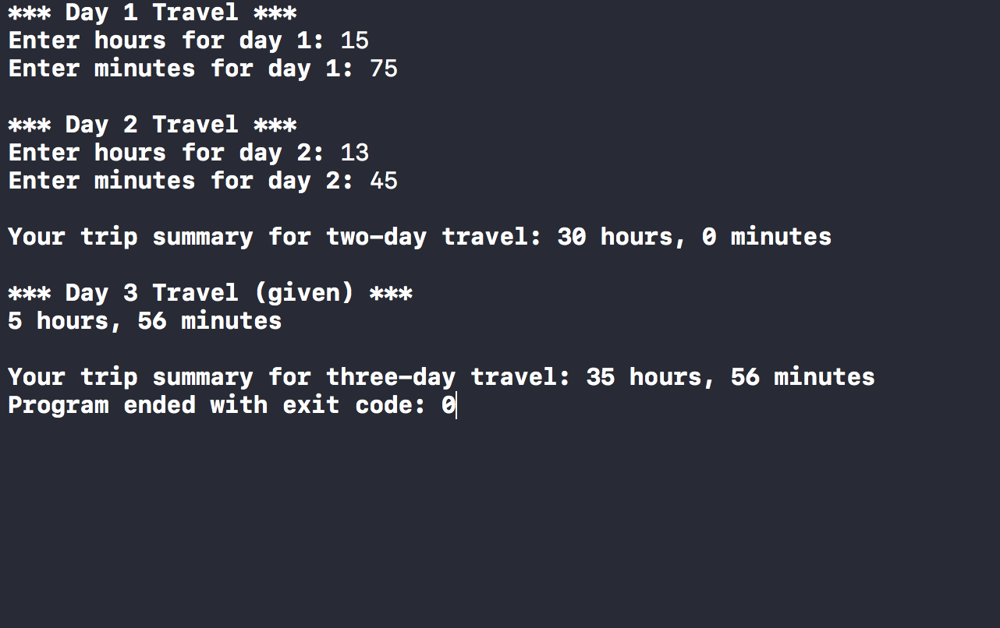 *** Day 1 Travel ***
Enter hours for day 1: 15
Enter minutes for day 1: 75
*** Day 2 Travel ***
Enter hours for day 2: 13
Enter minutes for day 2: 45
Your trip summary for two-day travel: 30 hours, 0 minutes
*** Day 3 Travel (given) ***
5 hours, 56 minutes
Your trip summary for three-day travel: 35 hours, 56 minutes
Program ended with exit code: 0